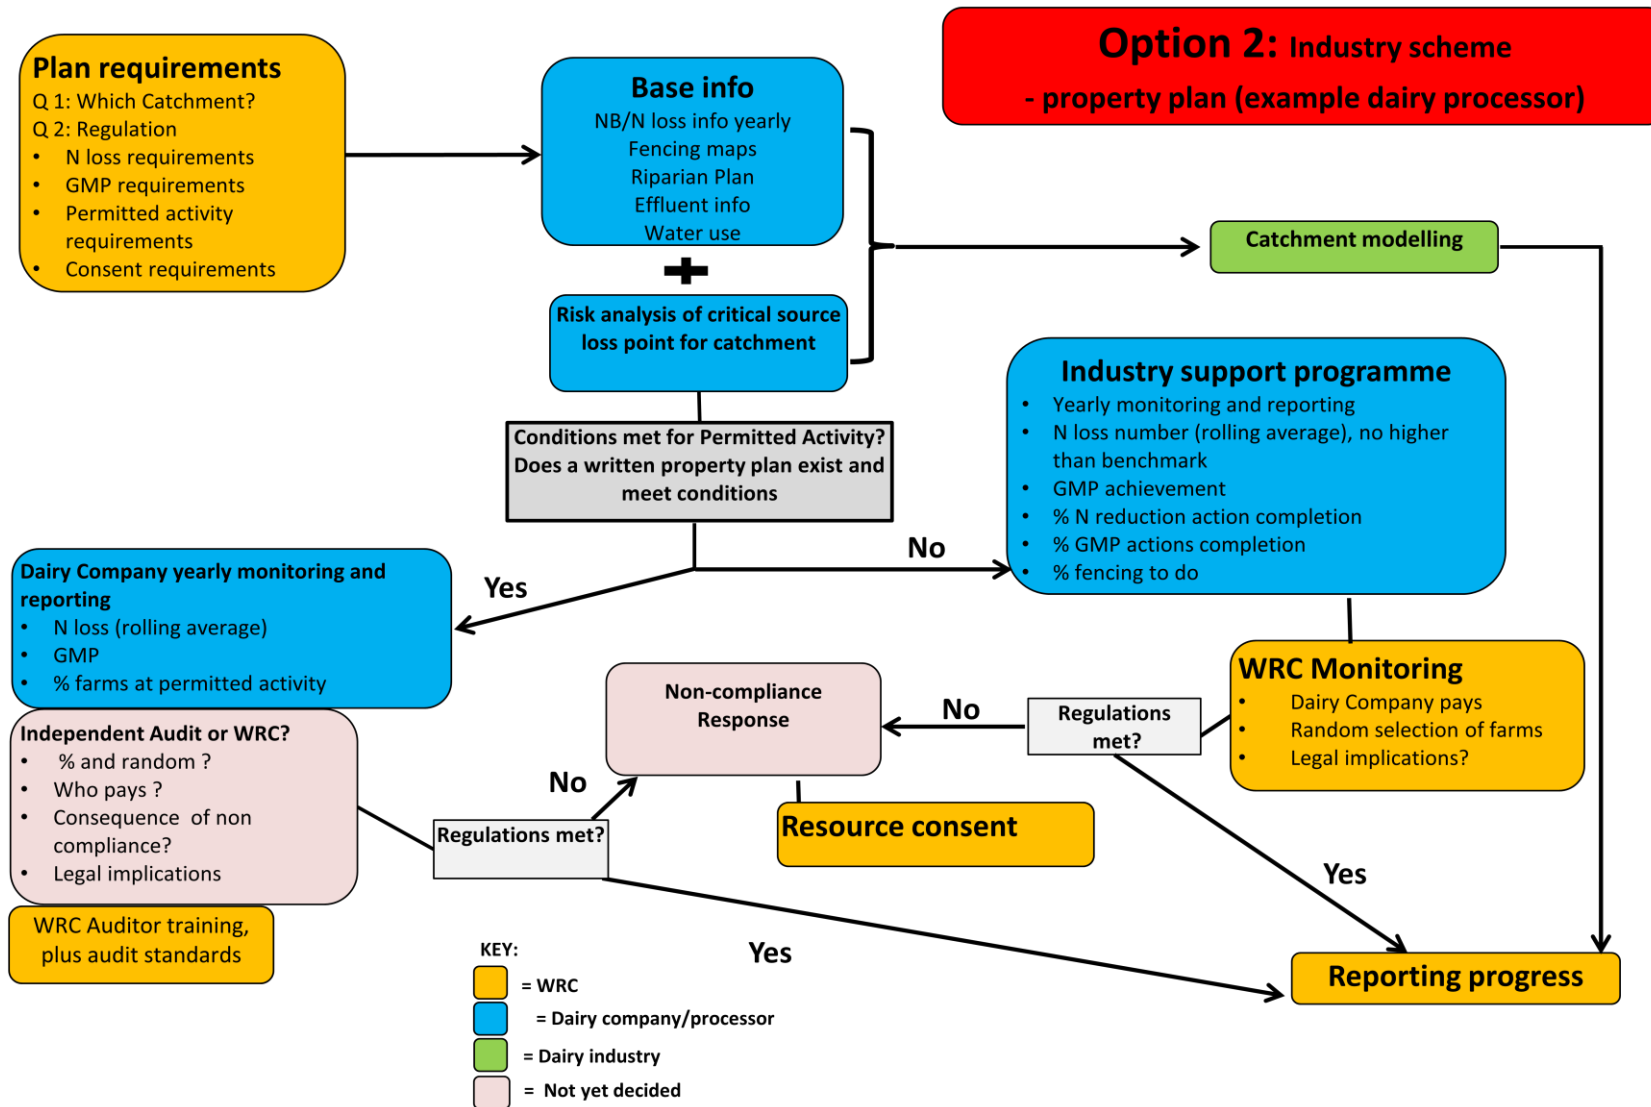 Option 2: Industry scheme
- property plan (example dairy processor)
Plan requirements
Q 1: Which Catchment?
Q 2: Regulation
• N loss requirements
• GMP requirements
• Permitted activity
requirements
• Consent requirements
Base info
NB/N loss info yearly
Fencing maps
Riparian Plan
Effluent info
Water use
Risk analysis of critical source
loss point for catchment
Catchment modelling
Conditions met for Permitted Activity?
Does a written property plan exist and
meet conditions
Industry support programme
• Yearly monitoring and reporting
• N loss number (rolling average), no higher
than benchmark
• GMP achievement
• % N reduction action completion
• % GMP actions completion
• % fencing to do
No
Yes
Dairy Company yearly monitoring and
reporting
• N loss (rolling average)
• GMP
• % farms at permitted activity
Independent Audit or WRC?
• % and random ?
• Who pays ?
• Consequence of non
compliance?
• Legal implications
WRC Auditor training,
plus audit standards
Regulations met?
No
Yes
Non-compliance
Response
Resource consent
No
Regulations
met?
Yes
WRC Monitoring
• Dairy Company pays
• Random selection of farms
• Legal implications?
Reporting progress
KEY:
= WRC
= Dairy company/processor
= Dairy industry
= Not yet decided